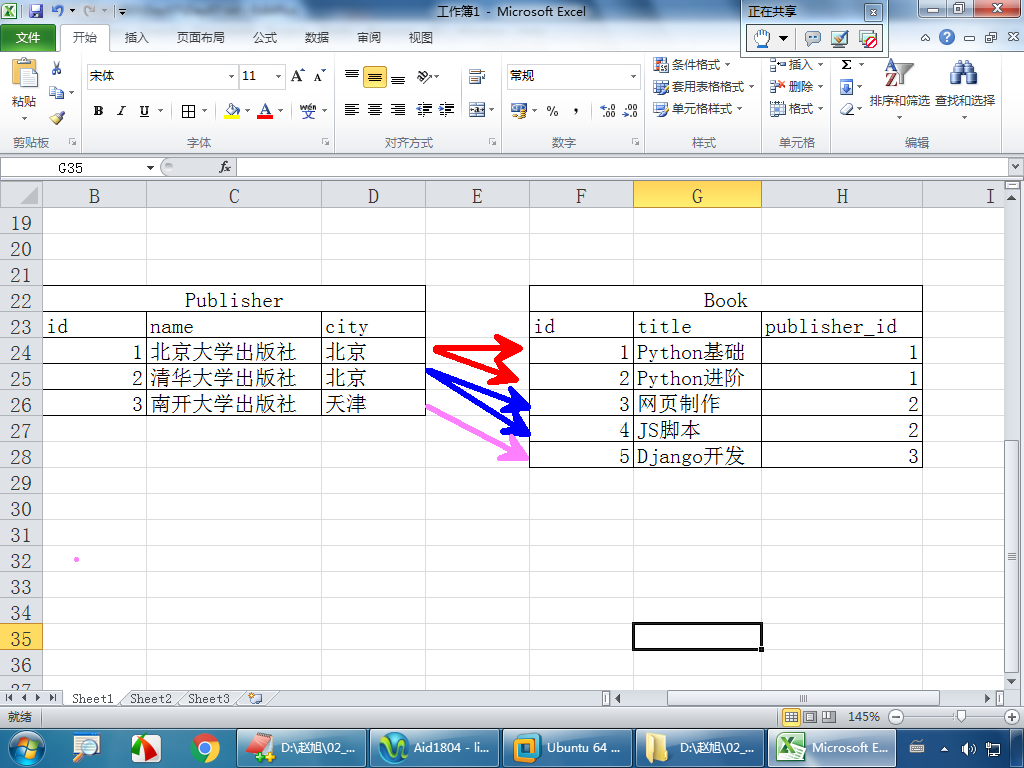 工作簿1 - Microsoft Excel
正在共享
文件 开始 插入 页面布局 公式 数据 审阅 视图
粘贴
宋体 11
常规
条件格式
套用表格格式
单元格样式
插入
删除
格式
Σ
排序和筛选 查找和选择
B I U A wén 文
% ,
剪贴板 字体 对齐方式 数字 样式 单元格 编辑
G35 fx
B C D E F G H I
19
20
21
22 Publisher Book
23 id name city id title publisher_id
24 1 北京大学出版社 北京 1 Python基础 1
25 2 清华大学出版社 北京 2 Python进阶 1
26 3 南开大学出版社 天津 3 网页制作 2
27 4 JS脚本 2
28 5 Django开发 3
29
30
31
32
33
34
35
36
37
Sheet1 Sheet2 Sheet3
就绪 145%
D:\赵旭\02_... Aid1804 - li... Ubuntu 64 ... D:\赵旭\02_... Microsoft E...